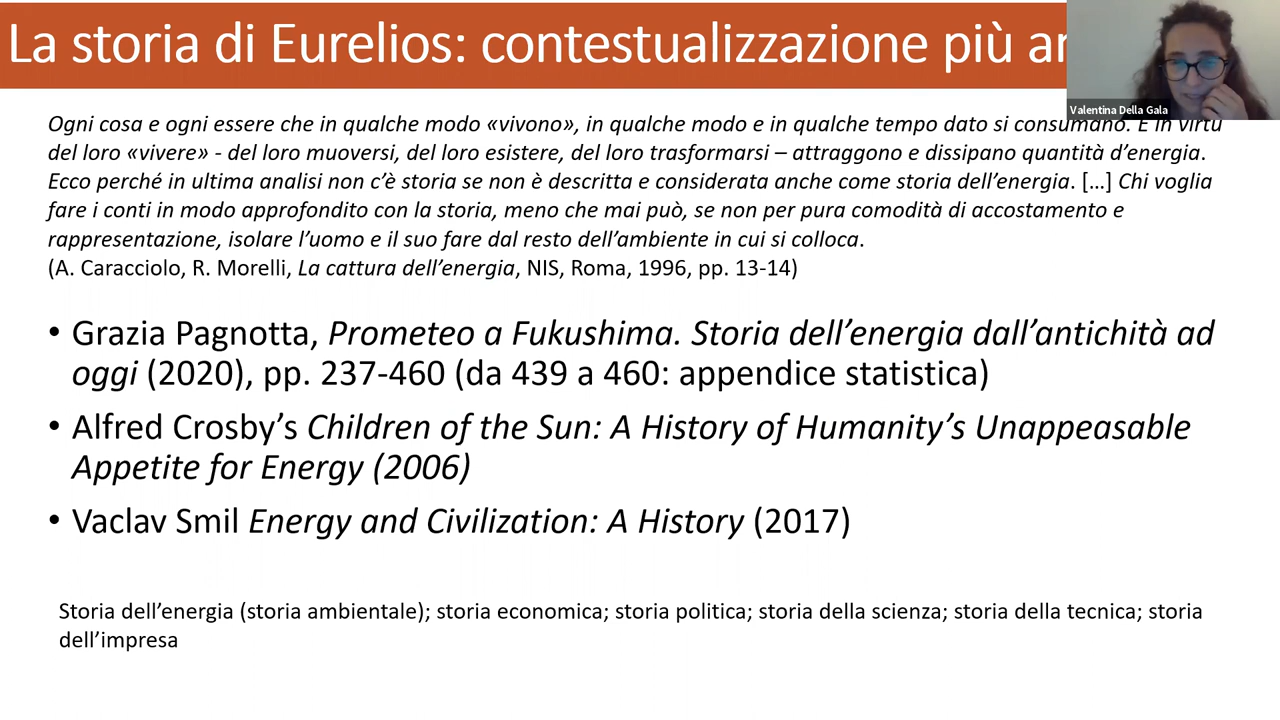 La storia di Eurelios: contestualizzazione più
Valentina Della Gala
Ogni cosa e ogni essere che in qualche modo «vivono», in qualche modo e in qualche tempo dato si consumano. E in virtù
del loro «vivere» - del loro muoversi, del loro esistere, del loro trasformarsi – attraggono e dissipano quantità d’energia.
Ecco perché in ultima analisi non c’è storia se non è descritta e considerata anche come storia dell’energia. […] Chi voglia
fare i conti in modo approfondito con la storia, meno che mai può, se non per pura comodità di accostamento e
rappresentazione, isolare l’uomo e il suo fare dal resto dell’ambiente in cui si colloca.
(A. Caracciolo, R. Morelli, La cattura dell’energia, NIS, Roma, 1996, pp. 13-14)
• Grazia Pagnotta, Prometeo a Fukushima. Storia dell’energia dall’antichità ad
oggi (2020), pp. 237-460 (da 439 a 460: appendice statistica)
• Alfred Crosby’s Children of the Sun: A History of Humanity’s Unappeasable
Appetite for Energy (2006)
• Vaclav Smil Energy and Civilization: A History (2017)
Storia dell’energia (storia ambientale); storia economica; storia politica; storia della scienza; storia della tecnica; storia
dell’impresa